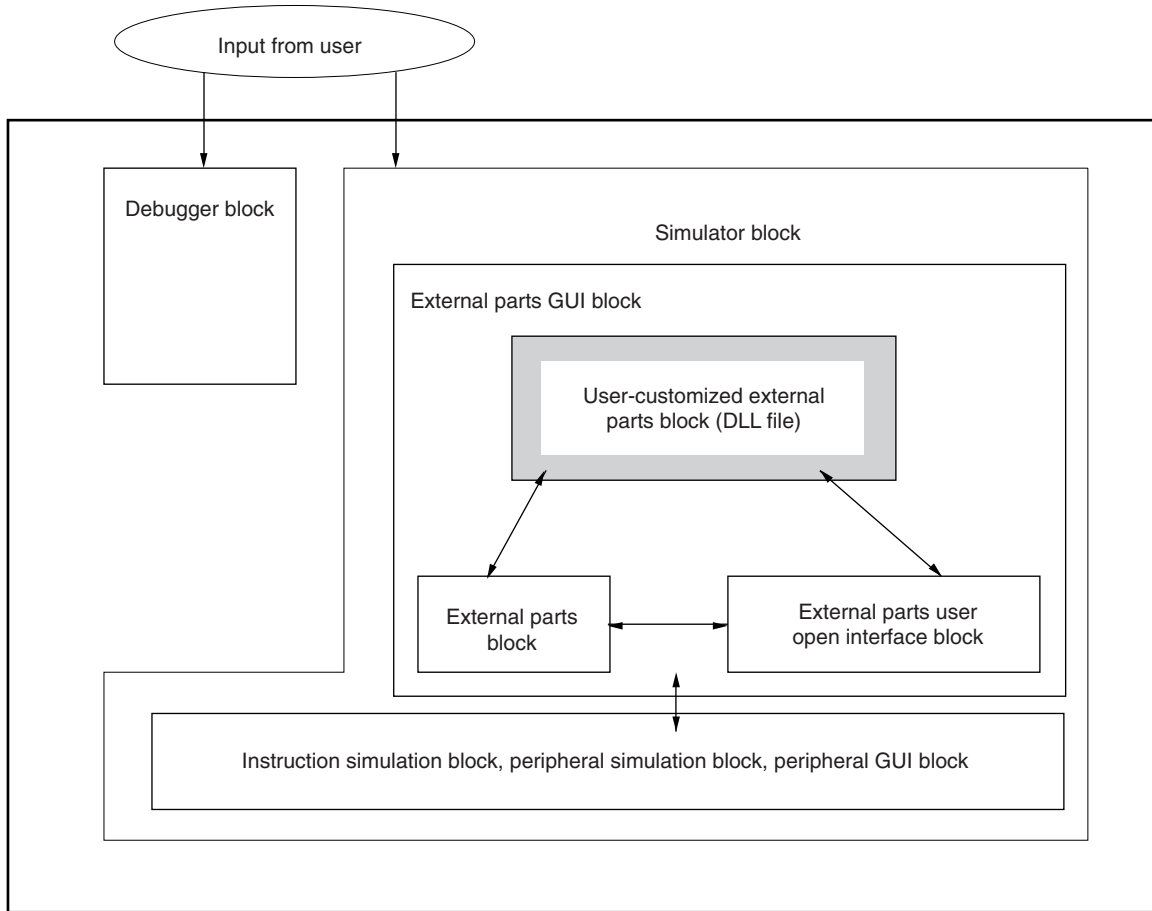 Input from user
Debugger block
Simulator block
External parts GUI block
User-customized external
parts block (DLL file)
External parts
block
External parts user
open interface block
Instruction simulation block, peripheral simulation block, peripheral GUI block